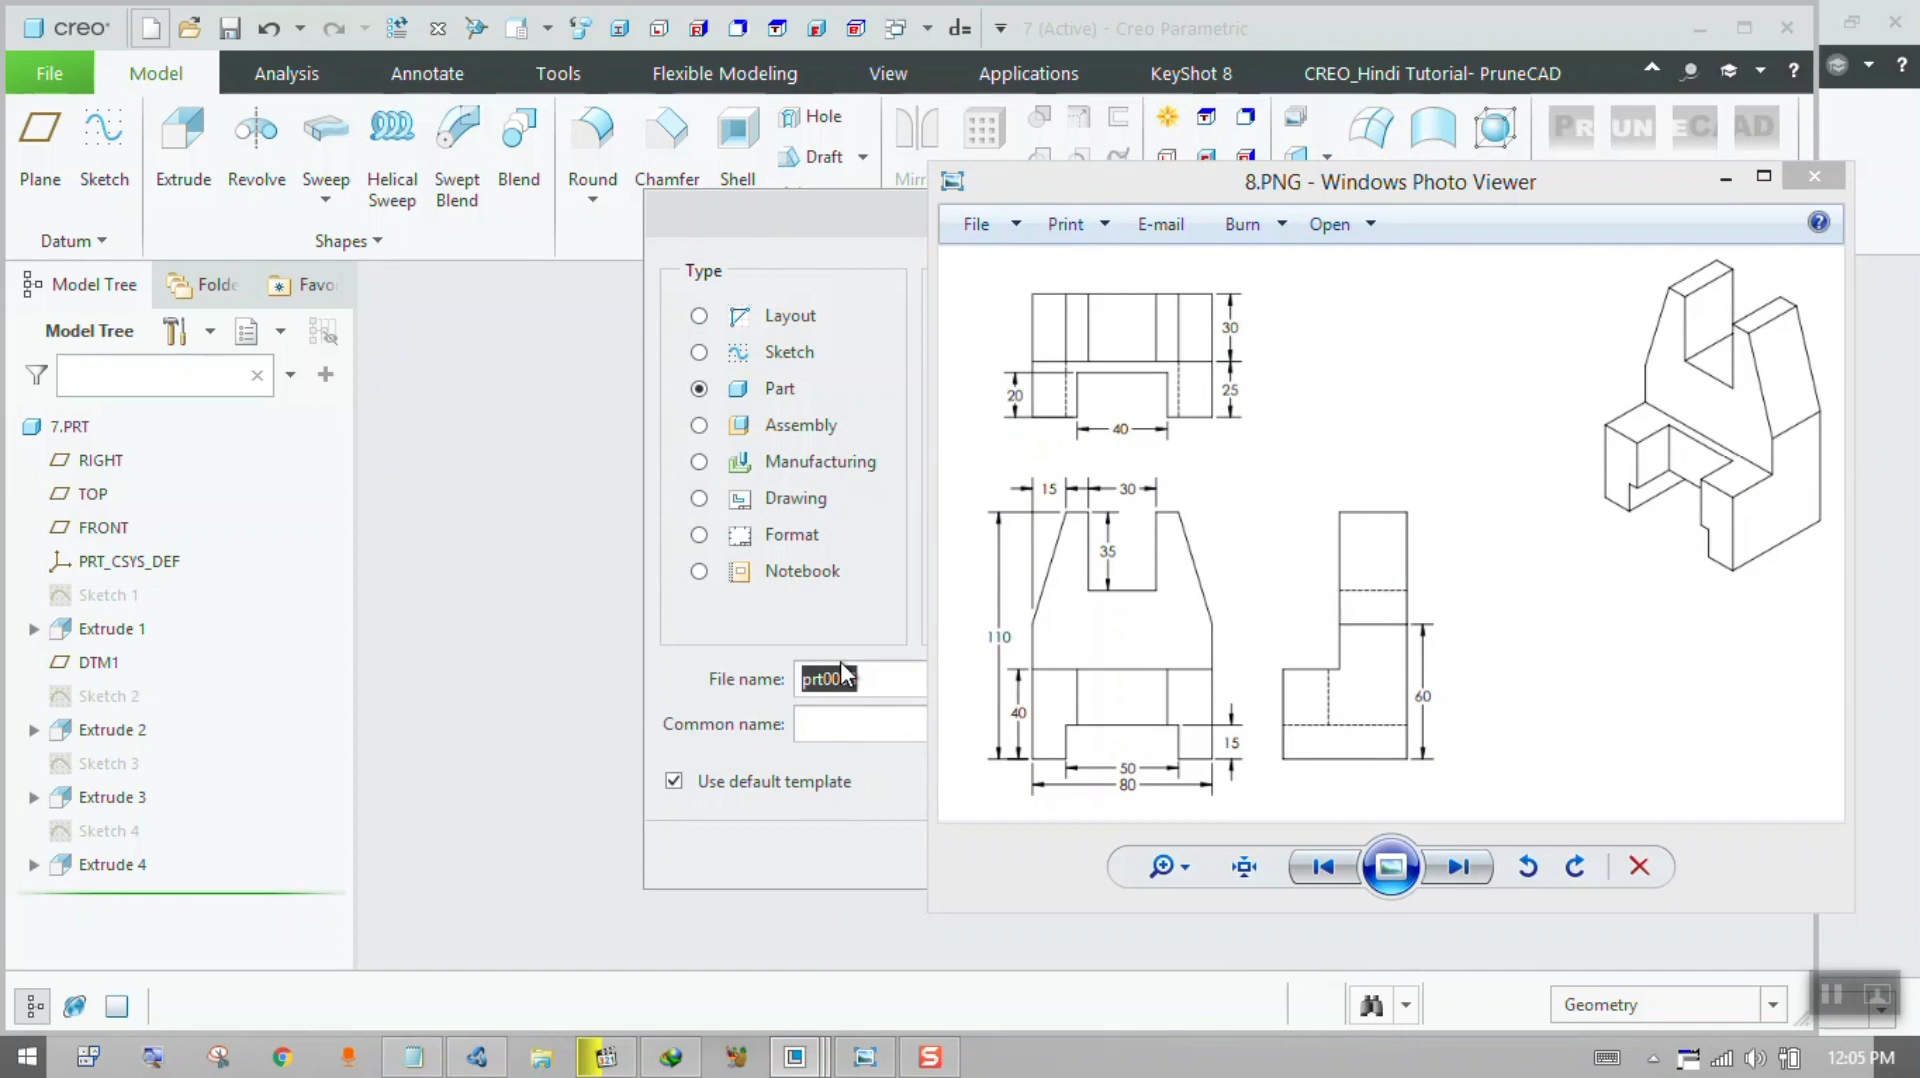 creo
d=
7 (Active) - Creo Parametric
File
Model
Analysis
Annotate
Tools
Flexible Modeling
View
Applications
KeyShot 8
CREO_Hindi Tutorial- PruneCAD
Plane
Sketch
Extrude
Revolve
Sweep
Helical
Sweep
Swept
Blend
Blend
Round
Chamfer
Shell
Hole
Draft
PRUNECAD
Datum
Shapes
8.PNG - Windows Photo Viewer
File
Print
E-mail
Burn
Open
Model Tree
Model Tree
7.PRT
RIGHT
TOP
FRONT
PRT_CSYS_DEF
Sketch 1
Extrude 1
DTM1
Sketch 2
Extrude 2
Sketch 3
Extrude 3
Sketch 4
Extrude 4
Type
Layout
Sketch
Part
Assembly
Manufacturing
Drawing
Format
Notebook
File name:
Common name:
Use default template
30
25
20
40
15
30
35
110
40
15
50
80
60
Geometry
12:05 PM